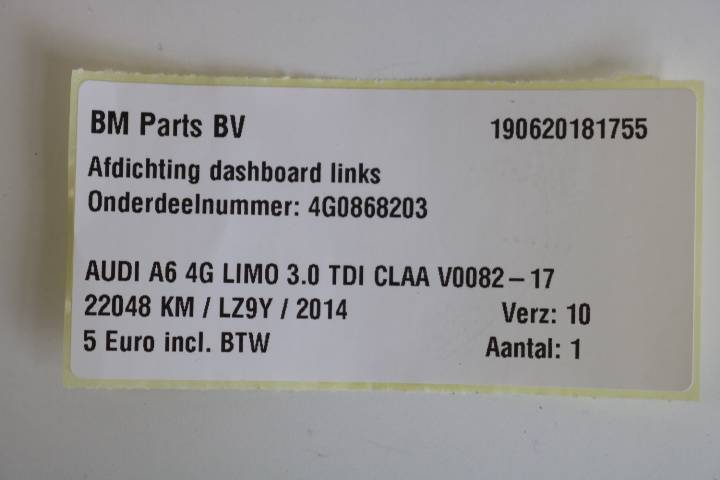 BM Parts BV 190620181755
Afdichting dashboard links
Onderdeelnummer: 4G0868203
AUDI A6 4G LIMO 3.0 TDI CLAA V0082 – 17
22048 KM / LZ9Y / 2014 Verz: 10
5 Euro incl. BTW Aantal: 1